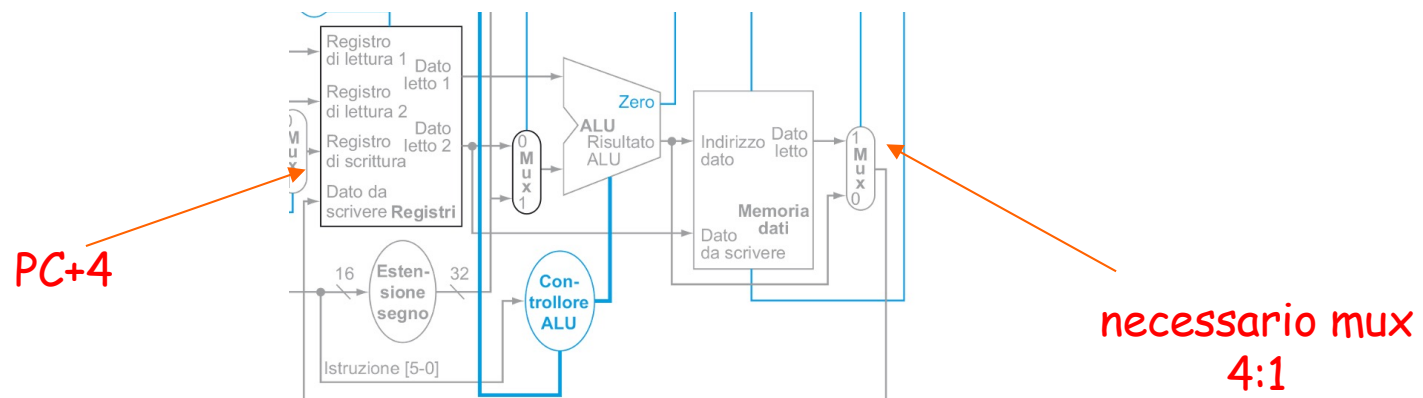 Registro
di lettura 1
Dato
letto 1
Registro
di lettura 2
Dato
letto 2
Registro
di scrittura
Dato da
scrivere Registri
0
M
u
x
0
M
u
x
1
Zero
ALU
Risultato
ALU
Indirizzo
dato
Dato
letto
Memoria
dati
Dato
da scrivere
1
M
u
x
0
PC+4
16
Esten-
sione
segno
32
Con-
trollore
ALU
Istruzione [5-0]
necessario mux
4:1